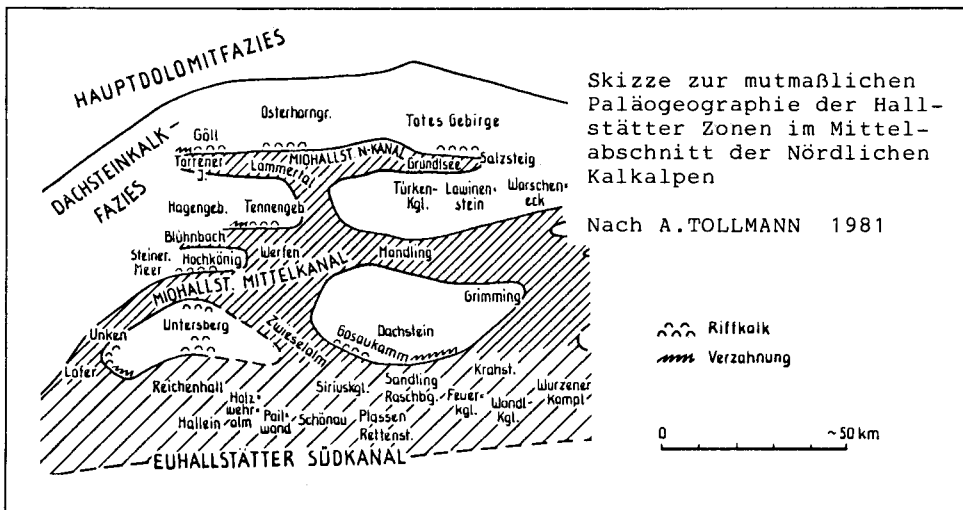 Skizze zur mutmaßlichen
Paläogeographie der Hall-
stätter Zonen im Mittel-
abschnitt der Nördlichen
Kalkalpen
Nach A.TOLLMANN 1981
HAUPTDOLOMITFAZIES
DACHSTEINKALK-
FAZIES
Osterhorngr.
Totes Gebirge
Göll
MIOHALLST N-KANAL
Torrener
J.
Lammertal
Grundlsee
Salzsteig
Türken-
Kgl.
Lawinen-
stein
Warschen=
eck
Hagengeb.
Tennengeb
Blühnbach
Steiner.
Meer
Hochkönig
Werfen
Mandling
MIOHALLST. MITTELKANAL
Grimming
Unken
Untersberg
Zwieselalm
Gosaukamm
Dachstein
Lofer
Reichenhall
Siriuskgl.
Sandling
Raschbg.
Krahst.
Feuer-
kgl.
Wurzener
Kampl
Holz=
wehr=
alm
Hallein
Pail-
wand
Schönau
Plassen
Rettenst.
Wandl-
Kgl.
EUHALLSTÄTTER SÜDKANAL
Riffkalk
Verzahnung
0 ~50 km